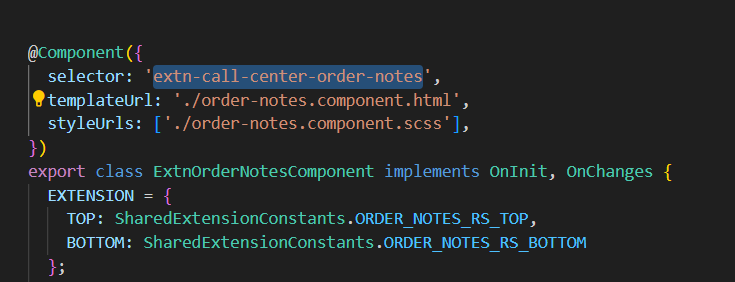 @Component({
  selector: 'extn-call-center-order-notes',
  templateUrl: './order-notes.component.html',
  styleUrls: ['./order-notes.component.scss'],
})
export class ExtnOrderNotesComponent implements OnInit, OnChanges {
  EXTENSION = {
    TOP: SharedExtensionConstants.ORDER_NOTES_RS_TOP,
    BOTTOM: SharedExtensionConstants.ORDER_NOTES_RS_BOTTOM
  };